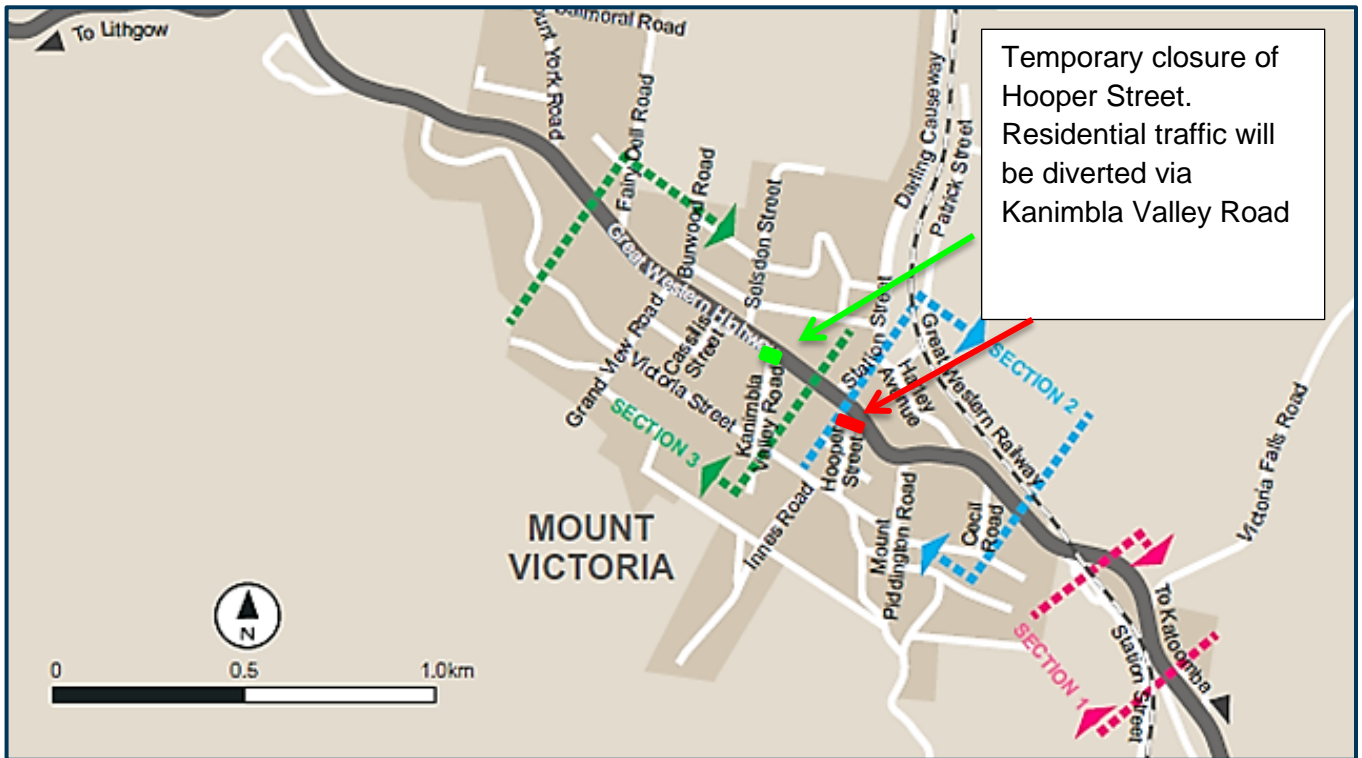 To Lithgow
almoral Road
ount York Road
Fairy Dell Road
Burwood Road
Selsdon Street
Darling Causeway
Patrick Street
Temporary closure of
Hooper Street.
Residential traffic will
be diverted via
Kanimbla Valley Road
Great Western Highway
Grand View Road
Cassilis
Street
Victoria Street
Kanimbla
Valley Road
SECTION 3
Station Street
Harley
Avenue
Great Western Railway
SECTION 2
Hooper
Street
Innes Road
Mount
Piddington Road
Cecil
Road
Victoria Falls Road
MOUNT
VICTORIA
SECTION 1
To Katoomba
Station Street
N
0 0.5 1.0km